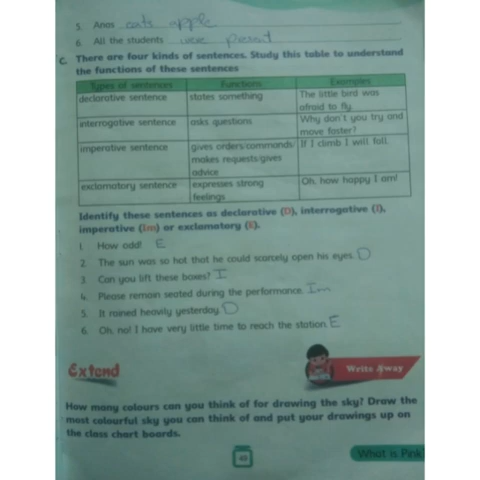 5. Anas eats apple
6. All the students were present
C. There are four kinds of sentences. Study this table to understand
the functions of these sentences
Types of sentences Functions Examples
declarative sentence states something The little bird was
afraid to fly.
interrogative sentence asks questions Why don't you try and
move faster?
imperative sentence gives orders/commands/ If I climb I will fall.
makes requests/gives
advice
exclamatory sentence expresses strong Oh, how happy I am!
feelings
Identify these sentences as declarative (D), interrogative (I),
imperative (Im) or exclamatory (E).
1. How odd! E
2. The sun was so hot that he could scarcely open his eyes. D
3. Can you lift these boxes? I
4. Please remain seated during the performance. Im
5. It rained heavily yesterday. D
6. Oh, no! I have very little time to reach the station. E
Extend
Write Away
How many colours can you think of for drawing the sky? Draw the
most colourful sky you can think of and put your drawings up on
the class chart boards.
49
What is Pink